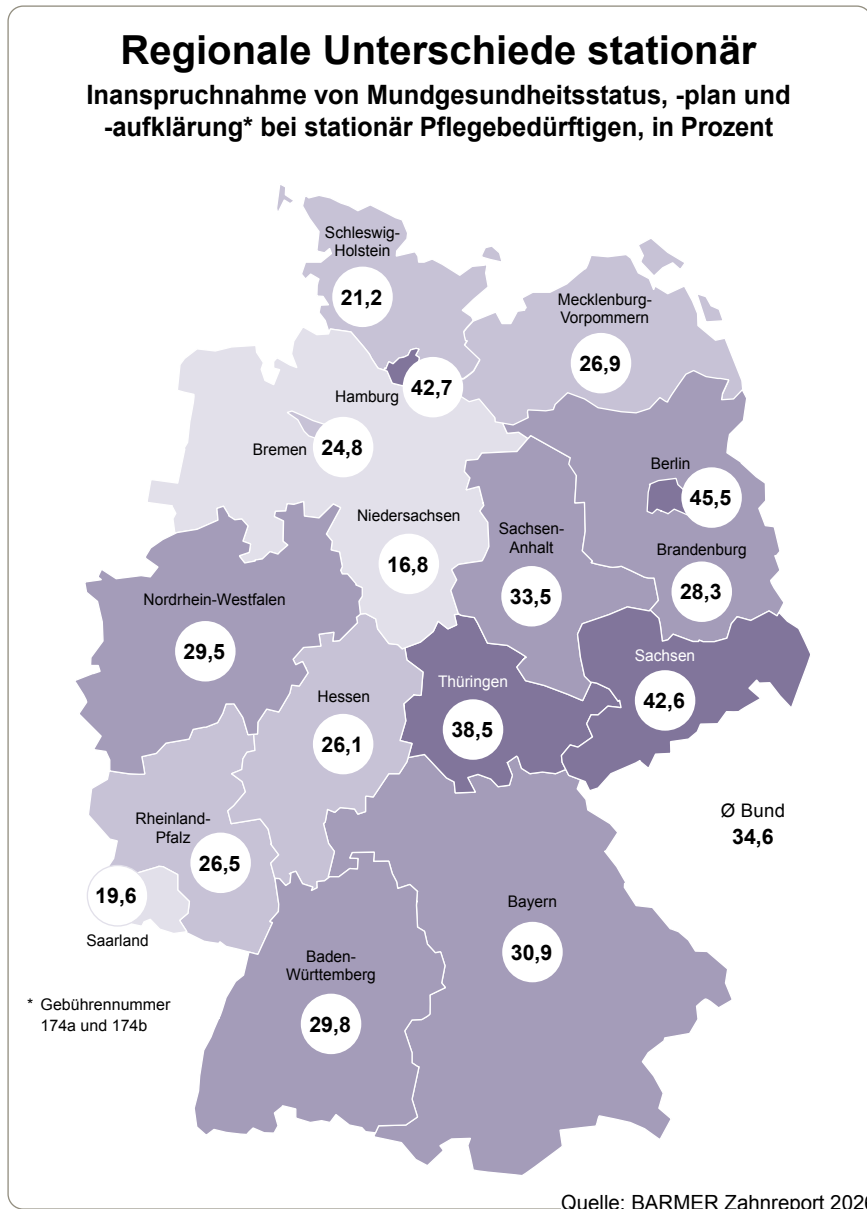 Regionale Unterschiede stationär
Inanspruchnahme von Mundgesundheitsstatus, -plan und
-aufklärung* bei stationär Pflegebedürftigen, in Prozent
Schleswig-
Holstein
21,2
Mecklenburg-
Vorpommern
26,9
Hamburg
42,7
Bremen
24,8
Berlin
45,5
Niedersachsen
16,8
Sachsen-
Anhalt
33,5
Brandenburg
28,3
Nordrhein-Westfalen
29,5
Sachsen
42,6
Thüringen
38,5
Hessen
26,1
Ø Bund
34,6
Rheinland-
Pfalz
26,5
19,6
Saarland
Bayern
30,9
Baden-
Württemberg
29,8
* Gebührennummer
174a und 174b
Quelle: BARMER Zahnreport 2026